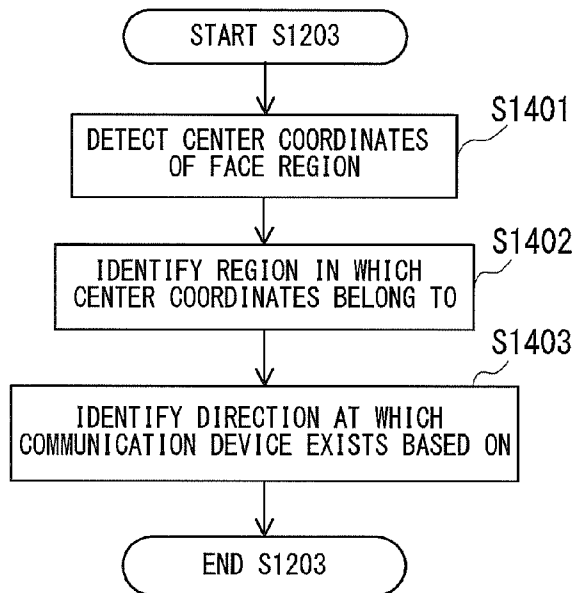 START S1203
S1401
DETECT CENTER COORDINATES
OF FACE REGION
S1402
IDENTIFY REGION IN WHICH
CENTER COORDINATES BELONG TO
S1403
IDENTIFY DIRECTION AT WHICH
COMMUNICATION DEVICE EXISTS BASED ON
END S1203